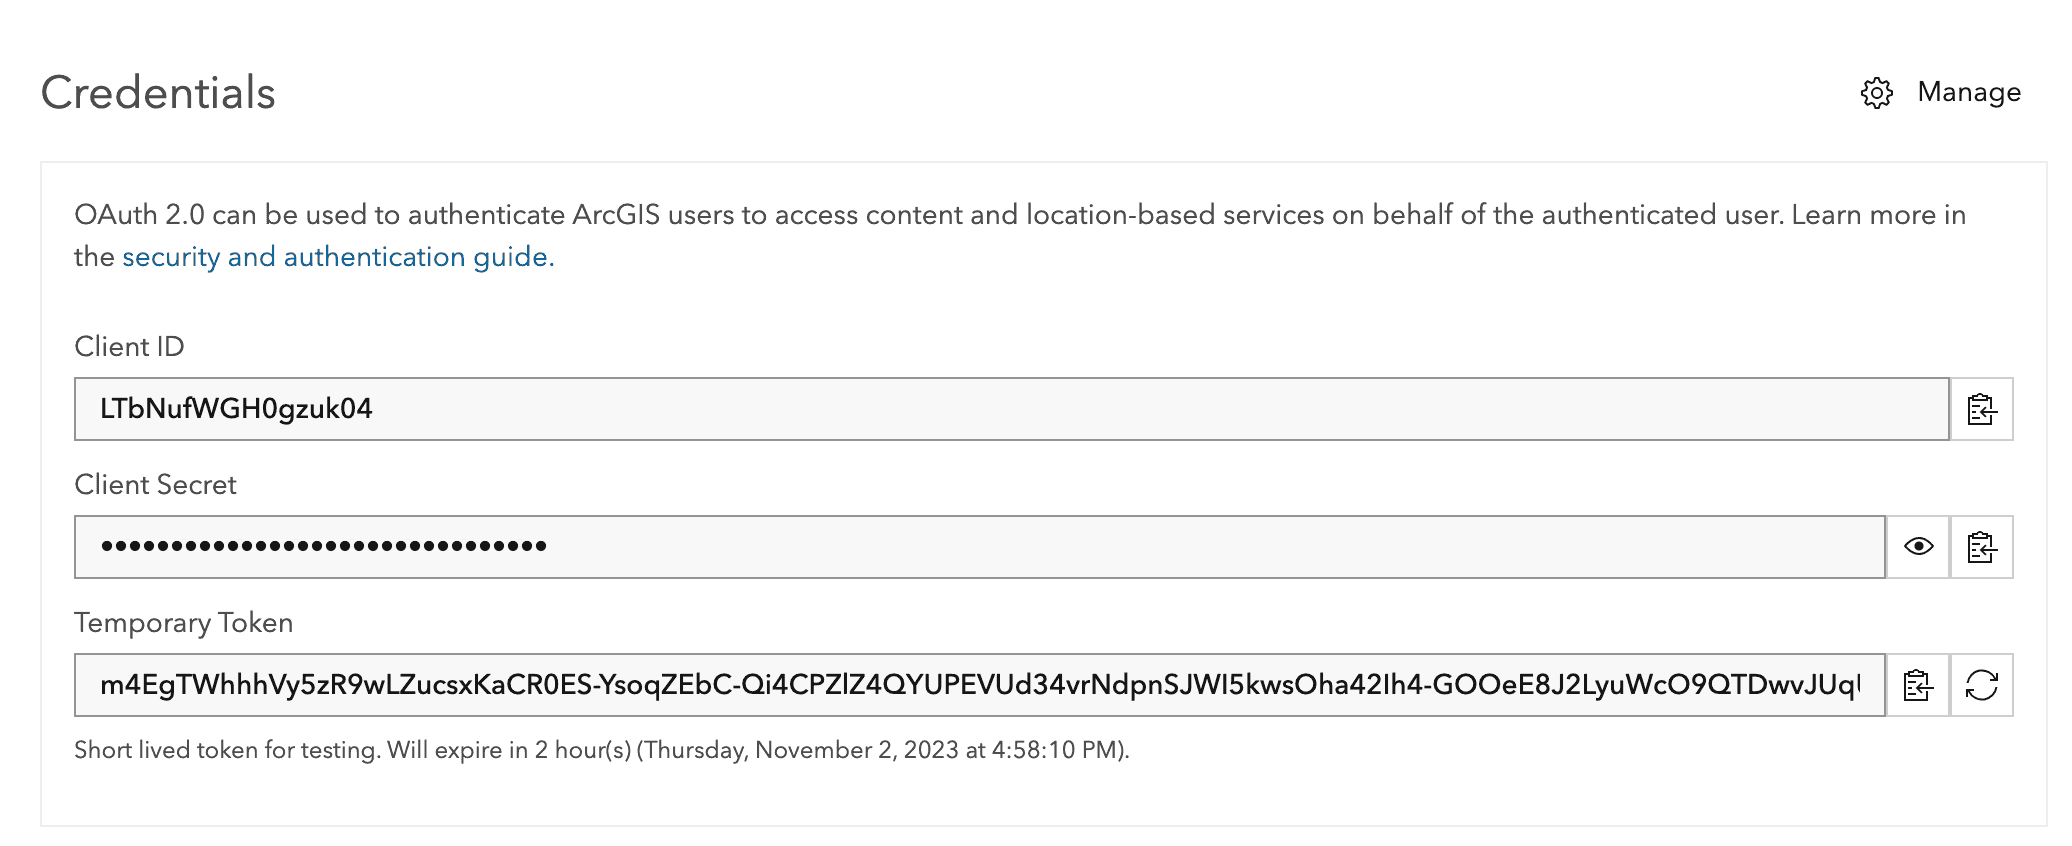 Credentials
Manage
OAuth 2.0 can be used to authenticate ArcGIS users to access content and location-based services on behalf of the authenticated user. Learn more in
the security and authentication guide.
Client ID
LTbNufWGH0gzuk04
Client Secret
••••••••••••••••••••••••••••••••
Temporary Token
m4EgTWhhhVy5zR9wLZucsxKaCR0ES-YsoqZEbC-Qi4CPZlZ4QYUPEVUd34vrNdpnSJWI5kwsOha42Ih4-GOOeE8J2LyuWcO9QTDwvJUq
Short lived token for testing. Will expire in 2 hour(s) (Thursday, November 2, 2023 at 4:58:10 PM).